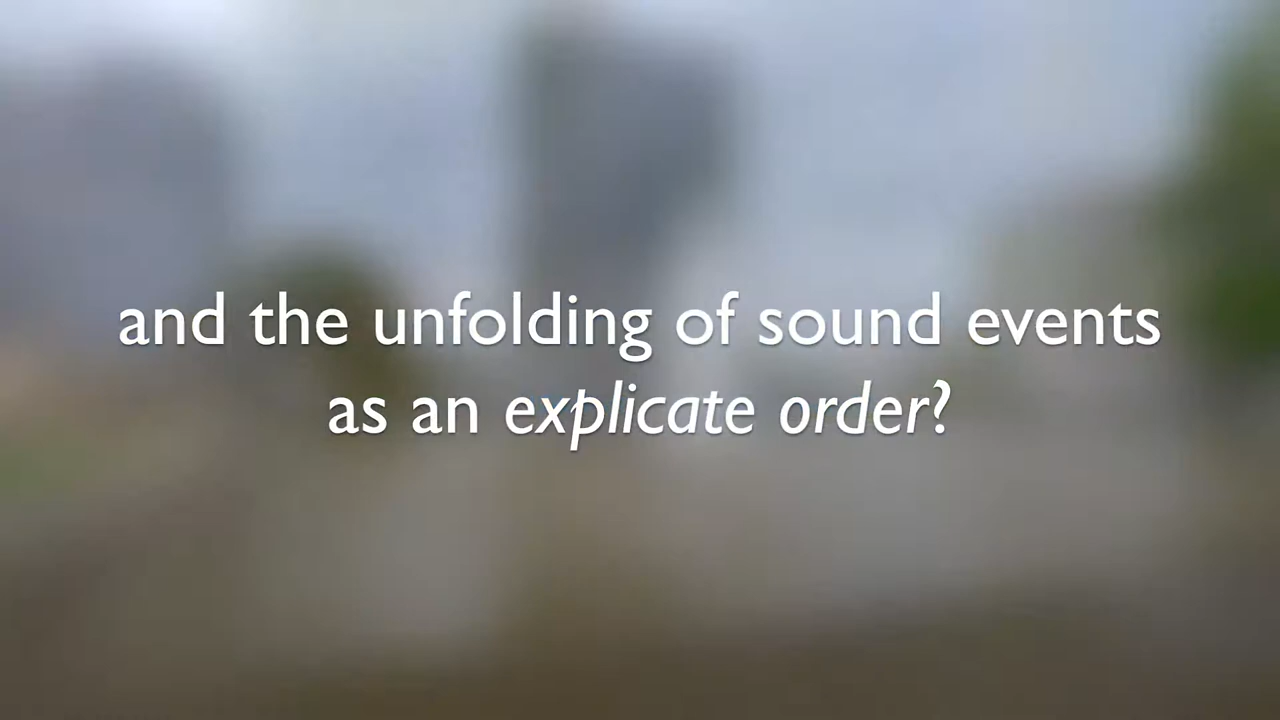 and the unfolding of sound events
as an explicate order?